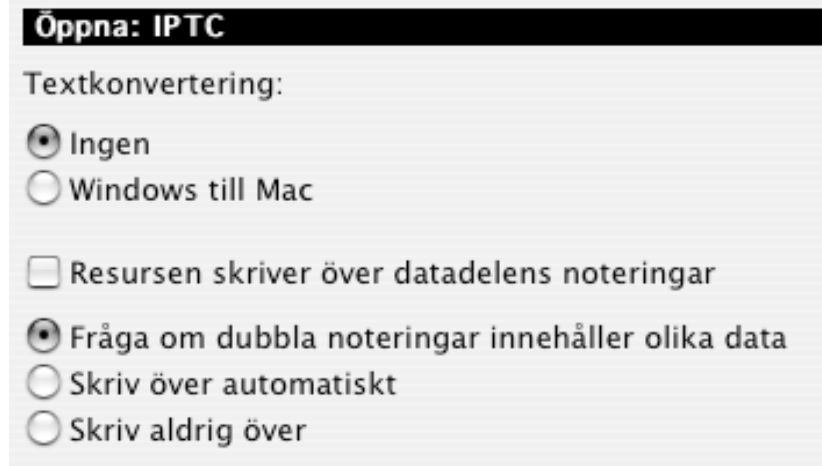 Öppna: IPTC
Textkonvertering:
Ingen
Windows till Mac
Resursen skriver över datadelens noteringar
Fråga om dubbla noteringar innehåller olika data
Skriv över automatiskt
Skriv aldrig över